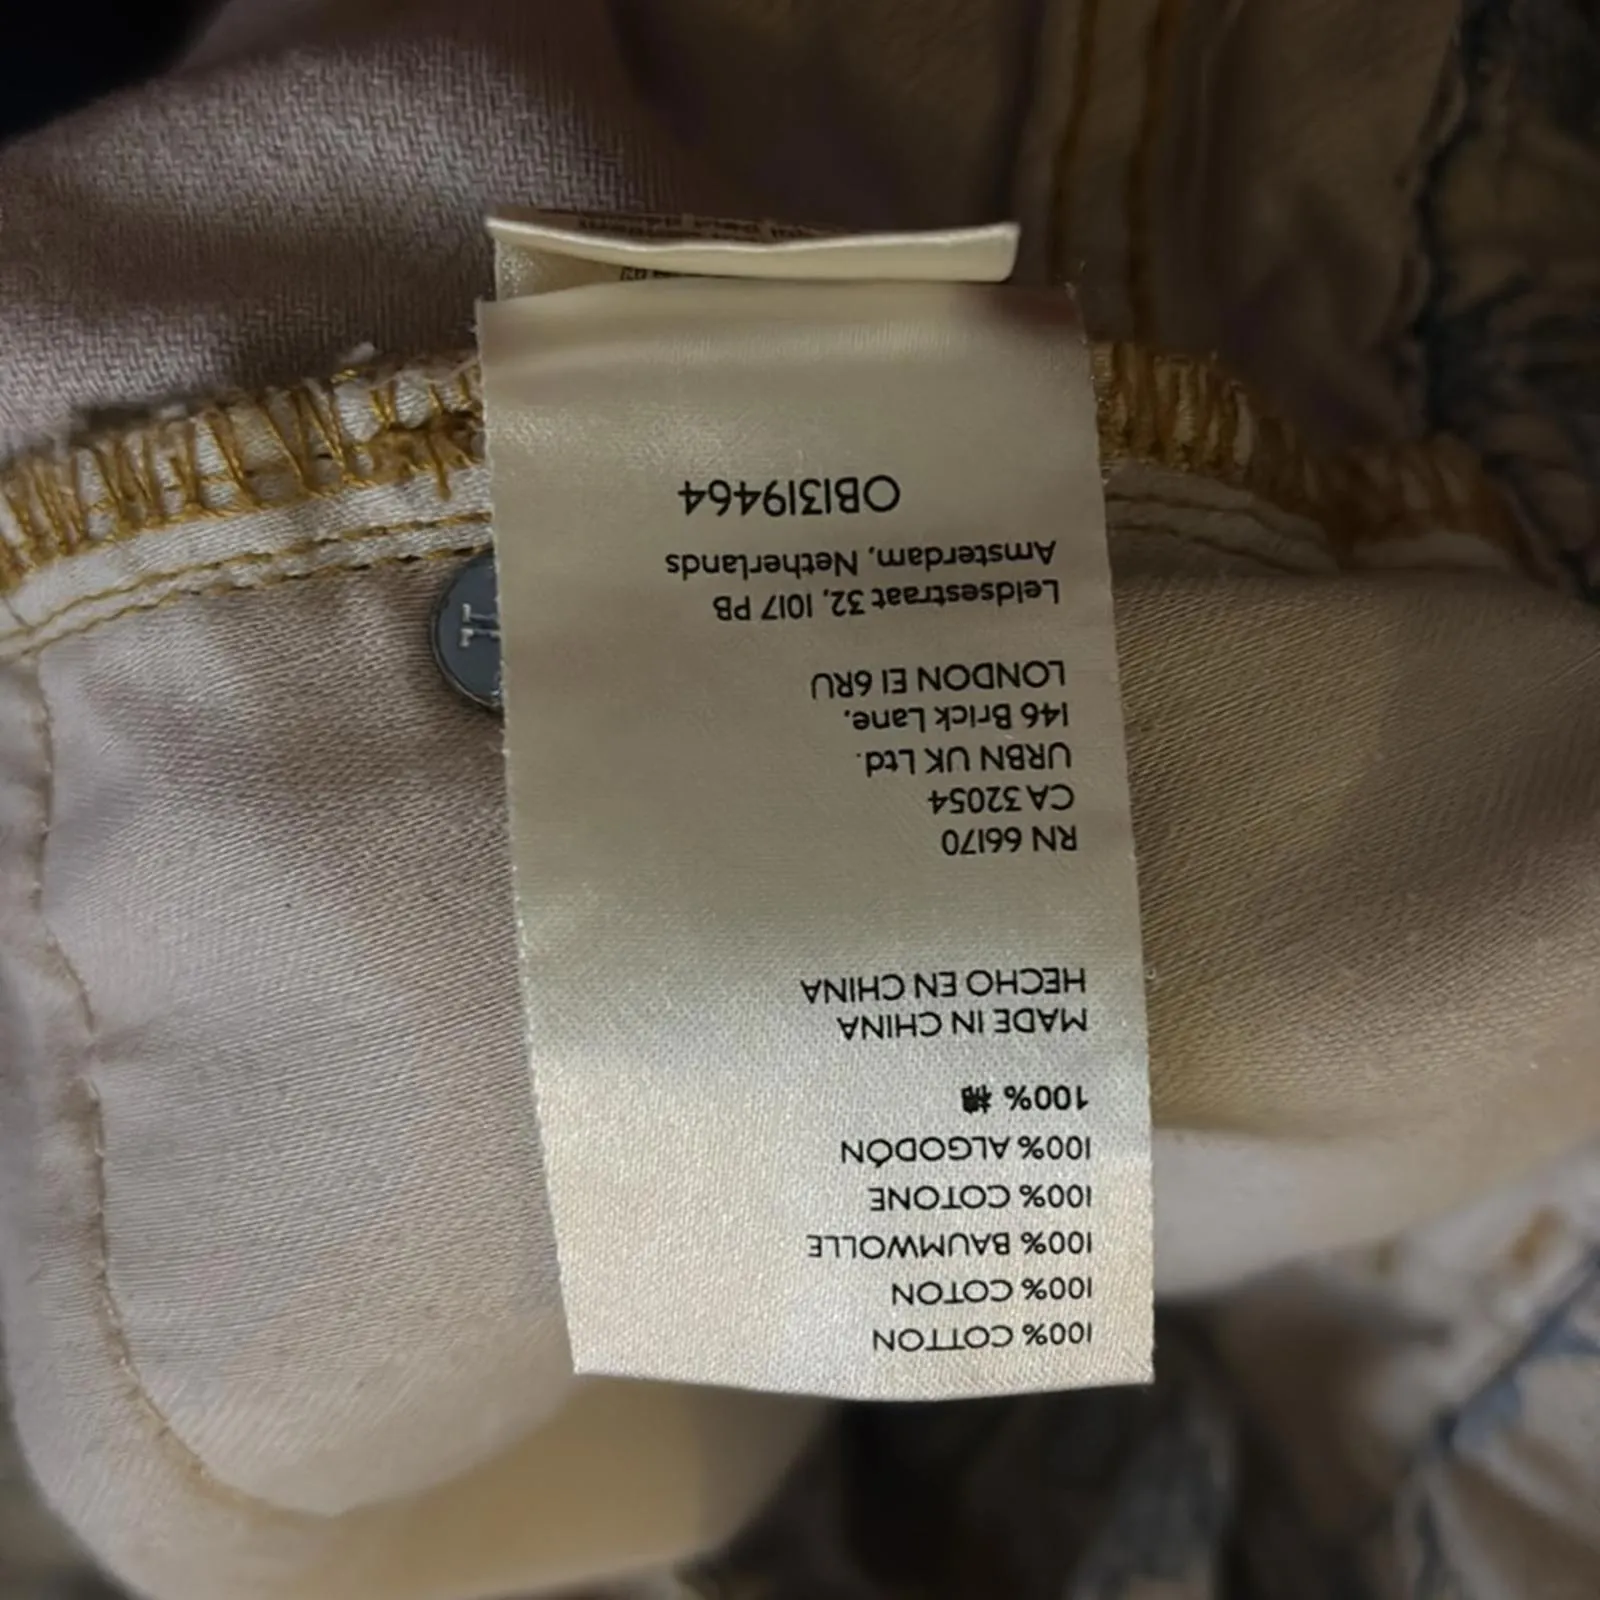 100% COTTON
100% COTON
100% BAUMWOLLE
100% COTONE
100% ALGODÓN
100% 棉
MADE IN CHINA
HECHO EN CHINA
RN 66170
CA 32054
URBN UK Ltd.
146 Brick Lane,
LONDON E1 6RU
Leidsestraat 32, 1017 PB
Amsterdam, Netherlands
OB1319464